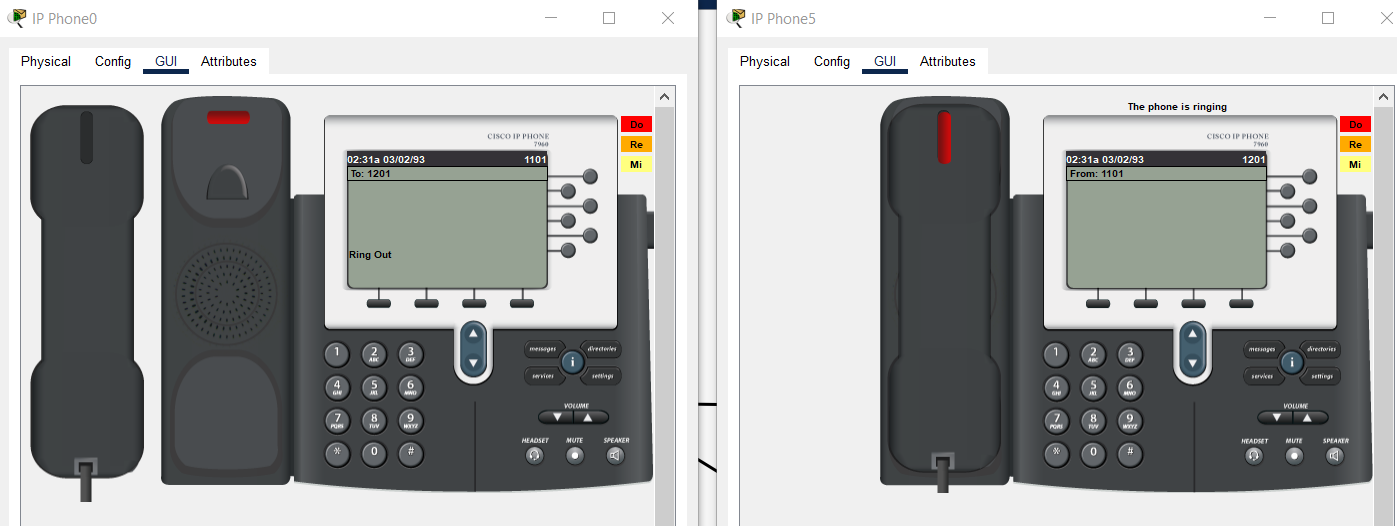 IP Phone0
Physical Config GUI Attributes
CISCO IP PHONE
7960
02:31a 03/02/93 1101
To: 1201
Ring Out
Do
Re
Mi
1 2 ABC 3 DEF
4 GHI 5 JKL 6 MNO
7 PQRS 8 TUV 9 WXYZ
* 0 #
messages directories
i
services settings
VOLUME
HEADSET MUTE SPEAKER
IP Phone5
Physical Config GUI Attributes
The phone is ringing
CISCO IP PHONE
7960
02:31a 03/02/93 1201
From: 1101
Do
Re
Mi
1 2 ABC 3 DEF
4 GHI 5 JKL 6 MNO
7 PQRS 8 TUV 9 WXYZ
* 0 #
messages directories
i
services settings
VOLUME
HEADSET MUTE SPEAKER